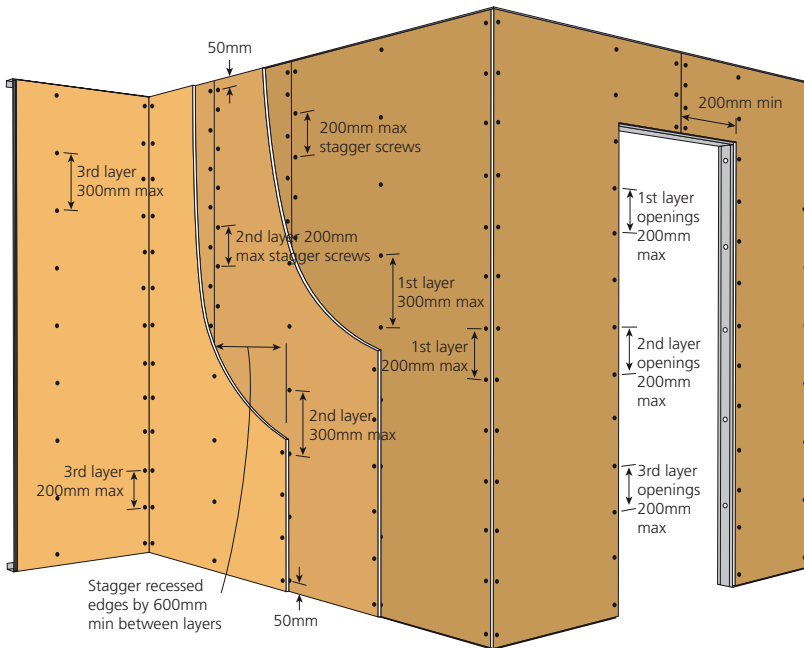 50mm
200mm min
200mm max
stagger screws
3rd layer
300mm max
1st layer
openings
200mm
max
2nd layer 200mm
max stagger screws
1st layer
300mm max
1st layer
200mm max
2nd layer
openings
200mm
max
2nd layer
300mm max
3rd layer
200mm max
3rd layer
openings
200mm
max
Stagger recessed
edges by 600mm
min between layers
50mm